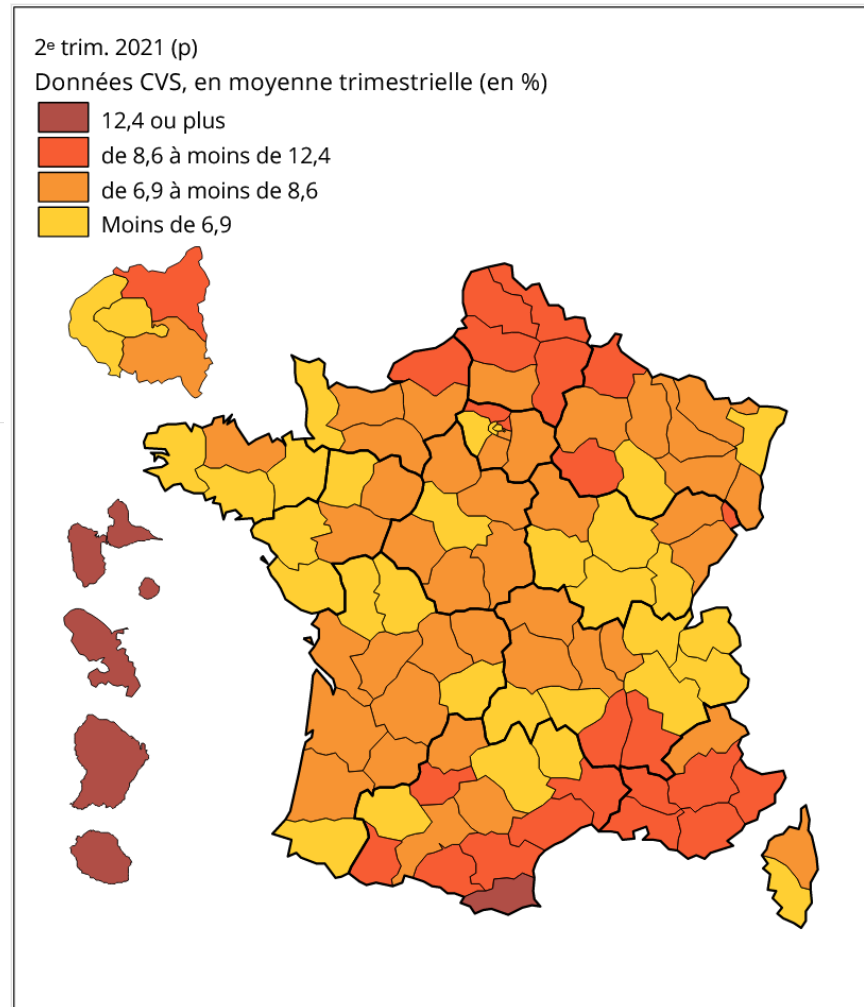 2ᵉ trim. 2021 (p)
Données CVS, en moyenne trimestrielle (en %)
12,4 ou plus
de 8,6 à moins de 12,4
de 6,9 à moins de 8,6
Moins de 6,9